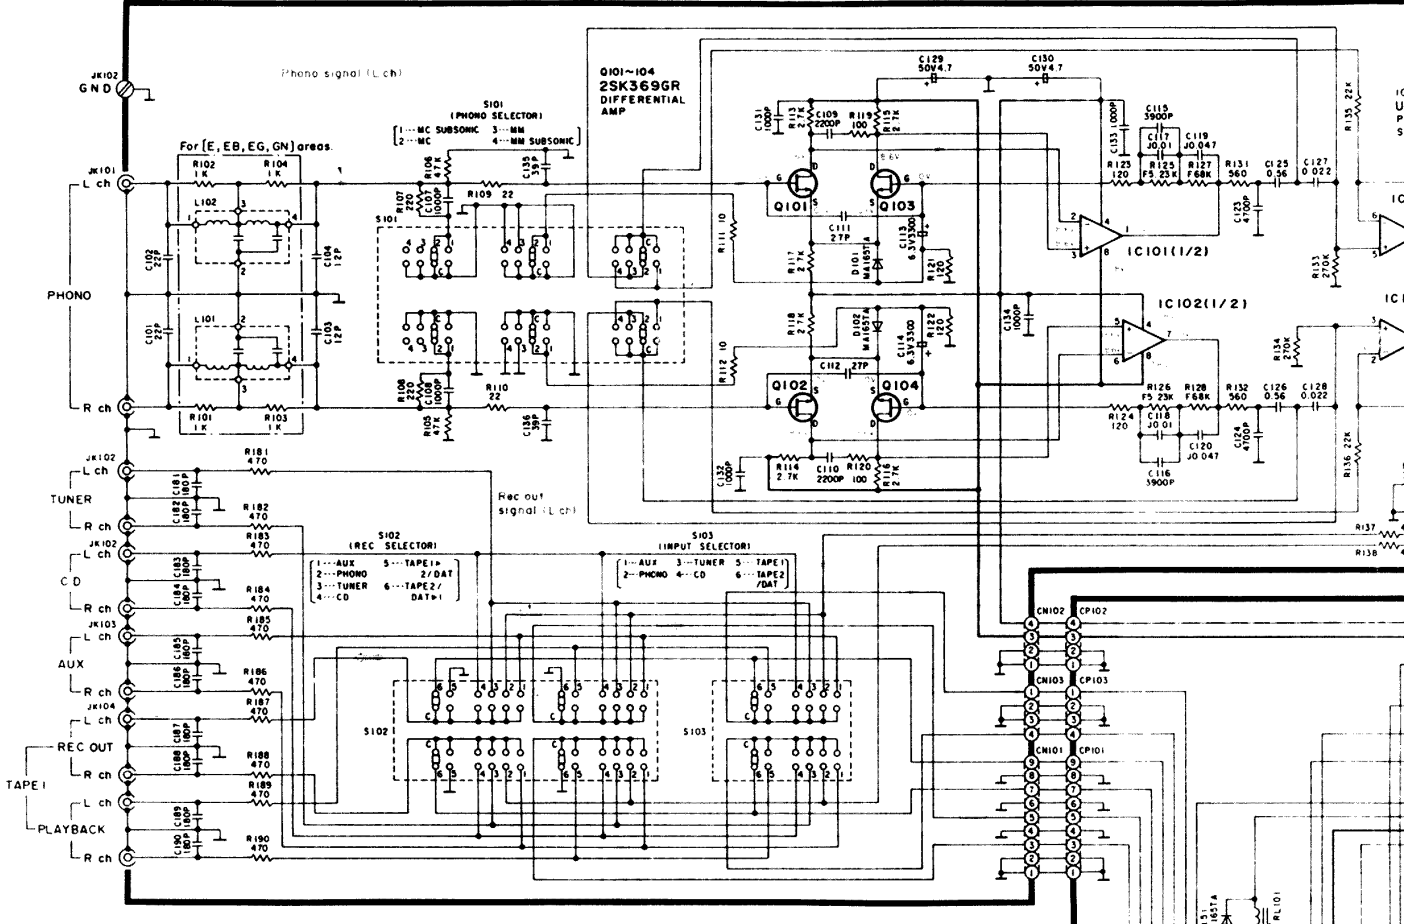 Phono signal (L ch)
JK102
GND
Q101~104
2SK369GR
DIFFERENTIAL
AMP
C129
50V4.7
C130
50V4.7
S101
(PHONO SELECTOR)
1···MC SUBSONIC 3···MM
2···MC 4···MM SUBSONIC
For [E, EB, EG, GN] areas.
R102
1K
R104
1K
L102
JK101
L ch
PHONO
R ch
C102
22P
C104
12P
C101
22P
C103
12P
L101
R101
1K
R103
1K
R106
47K
R107
220
C107
1000P
R109 22
C135
39P
S101
R108
220
C108
1000P
R105
47K
R110
22
C136
39P
R111 10
R112 10
C131
1000P
R113
2.7K
C109
2200P
R119
100
R115
2.7K
8.6V
0V
D
S
G
Q101
Q103
C111
27P
C113
6.3V3300
R117
2.7K
D101
MA165TA
R121
120
R118
2.7K
D102
MA165TA
C114
6.3V3300
R122
120
C112 27P
Q102
Q104
C134
1000P
C132
1000P
R114
2.7K
C110
2200P
R120
100
R116
2.7K
C133 1000P
C115
3900P
C117
J0.01
C119
J0.047
R123
120
R125
F5.23K
R127
F68K
R131
560
C125
0.56
C127
0.022
C123
4700P
R135 22K
R133
270K
IC101(1/2)
IC102(1/2)
R134
270K
R124
120
R126
F5.23K
R128
F68K
R132
560
C126
0.56
C128
0.022
C118
J0.01
C120
J0.047
C116
3900P
C124
4700P
R136 22K
R137
R138
JK102
L ch
TUNER
R ch
R181
470
C181
180P
C182
180P
R182
470
R183
470
JK102
L ch
CD
R ch
C183
180P
C184
180P
R184
470
R185
470
JK103
L ch
AUX
R ch
C185
180P
C186
180P
R186
470
R187
470
JK104
L ch
REC OUT
R ch
C187
180P
C188
180P
R188
470
R189
470
TAPE1
L ch
PLAYBACK
R ch
C189
180P
C190
180P
R190
470
Rec out
signal (L ch)
S102
(REC SELECTOR)
1···AUX 5···TAPE1▸
2···PHONO 2/DAT
3···TUNER 6···TAPE2/
4···CD DAT▸1
S103
(INPUT SELECTOR)
1···AUX 3···TUNER 5···TAPE1
2···PHONO 4···CD 6···TAPE2
/DAT
S102
S103
CN102 CP102
CN103 CP103
CN101 CP101
RL101